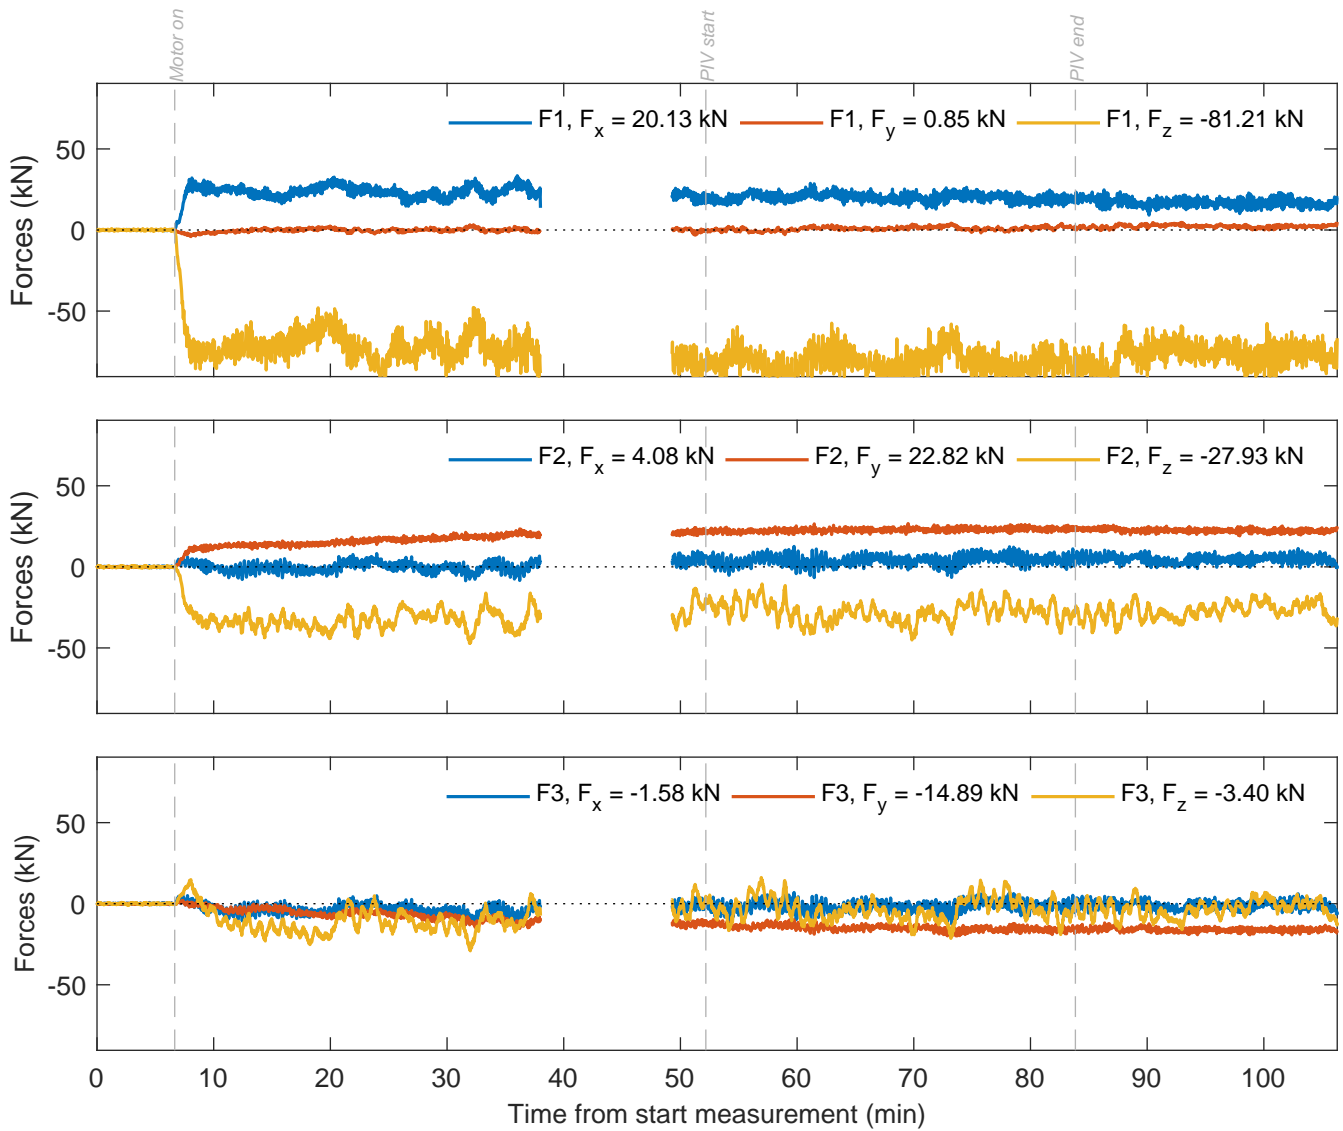 Motor on
PIV start
PIV end
F1, Fx = 20.13 kN F1, Fy = 0.85 kN F1, Fz = -81.21 kN
50
0
-50
Forces (kN)
F2, Fx = 4.08 kN F2, Fy = 22.82 kN F2, Fz = -27.93 kN
50
0
-50
Forces (kN)
F3, Fx = -1.58 kN F3, Fy = -14.89 kN F3, Fz = -3.40 kN
50
0
-50
Forces (kN)
0 10 20 30 40 50 60 70 80 90 100
Time from start measurement (min)